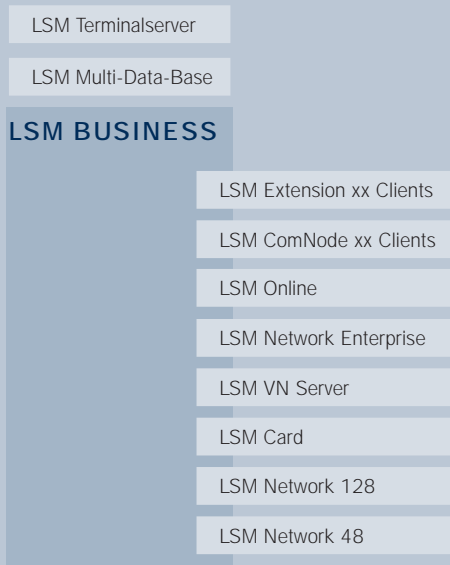 LSM Terminalserver
LSM Multi-Data-Base
LSM BUSINESS
LSM Extension xx Clients
LSM ComNode xx Clients
LSM Online
LSM Network Enterprise
LSM VN Server
LSM Card
LSM Network 128
LSM Network 48